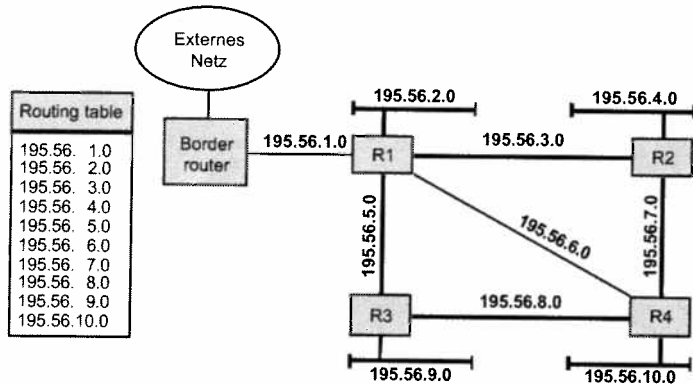 Externes
Netz
Routing table
195.56. 1.0
195.56. 2.0
195.56. 3.0
195.56. 4.0
195.56. 5.0
195.56. 6.0
195.56. 7.0
195.56. 8.0
195.56. 9.0
195.56.10.0
Border
router
195.56.1.0
195.56.2.0
R1
195.56.3.0
195.56.4.0
R2
195.56.5.0
195.56.6.0
195.56.7.0
R3
195.56.8.0
R4
195.56.9.0
195.56.10.0